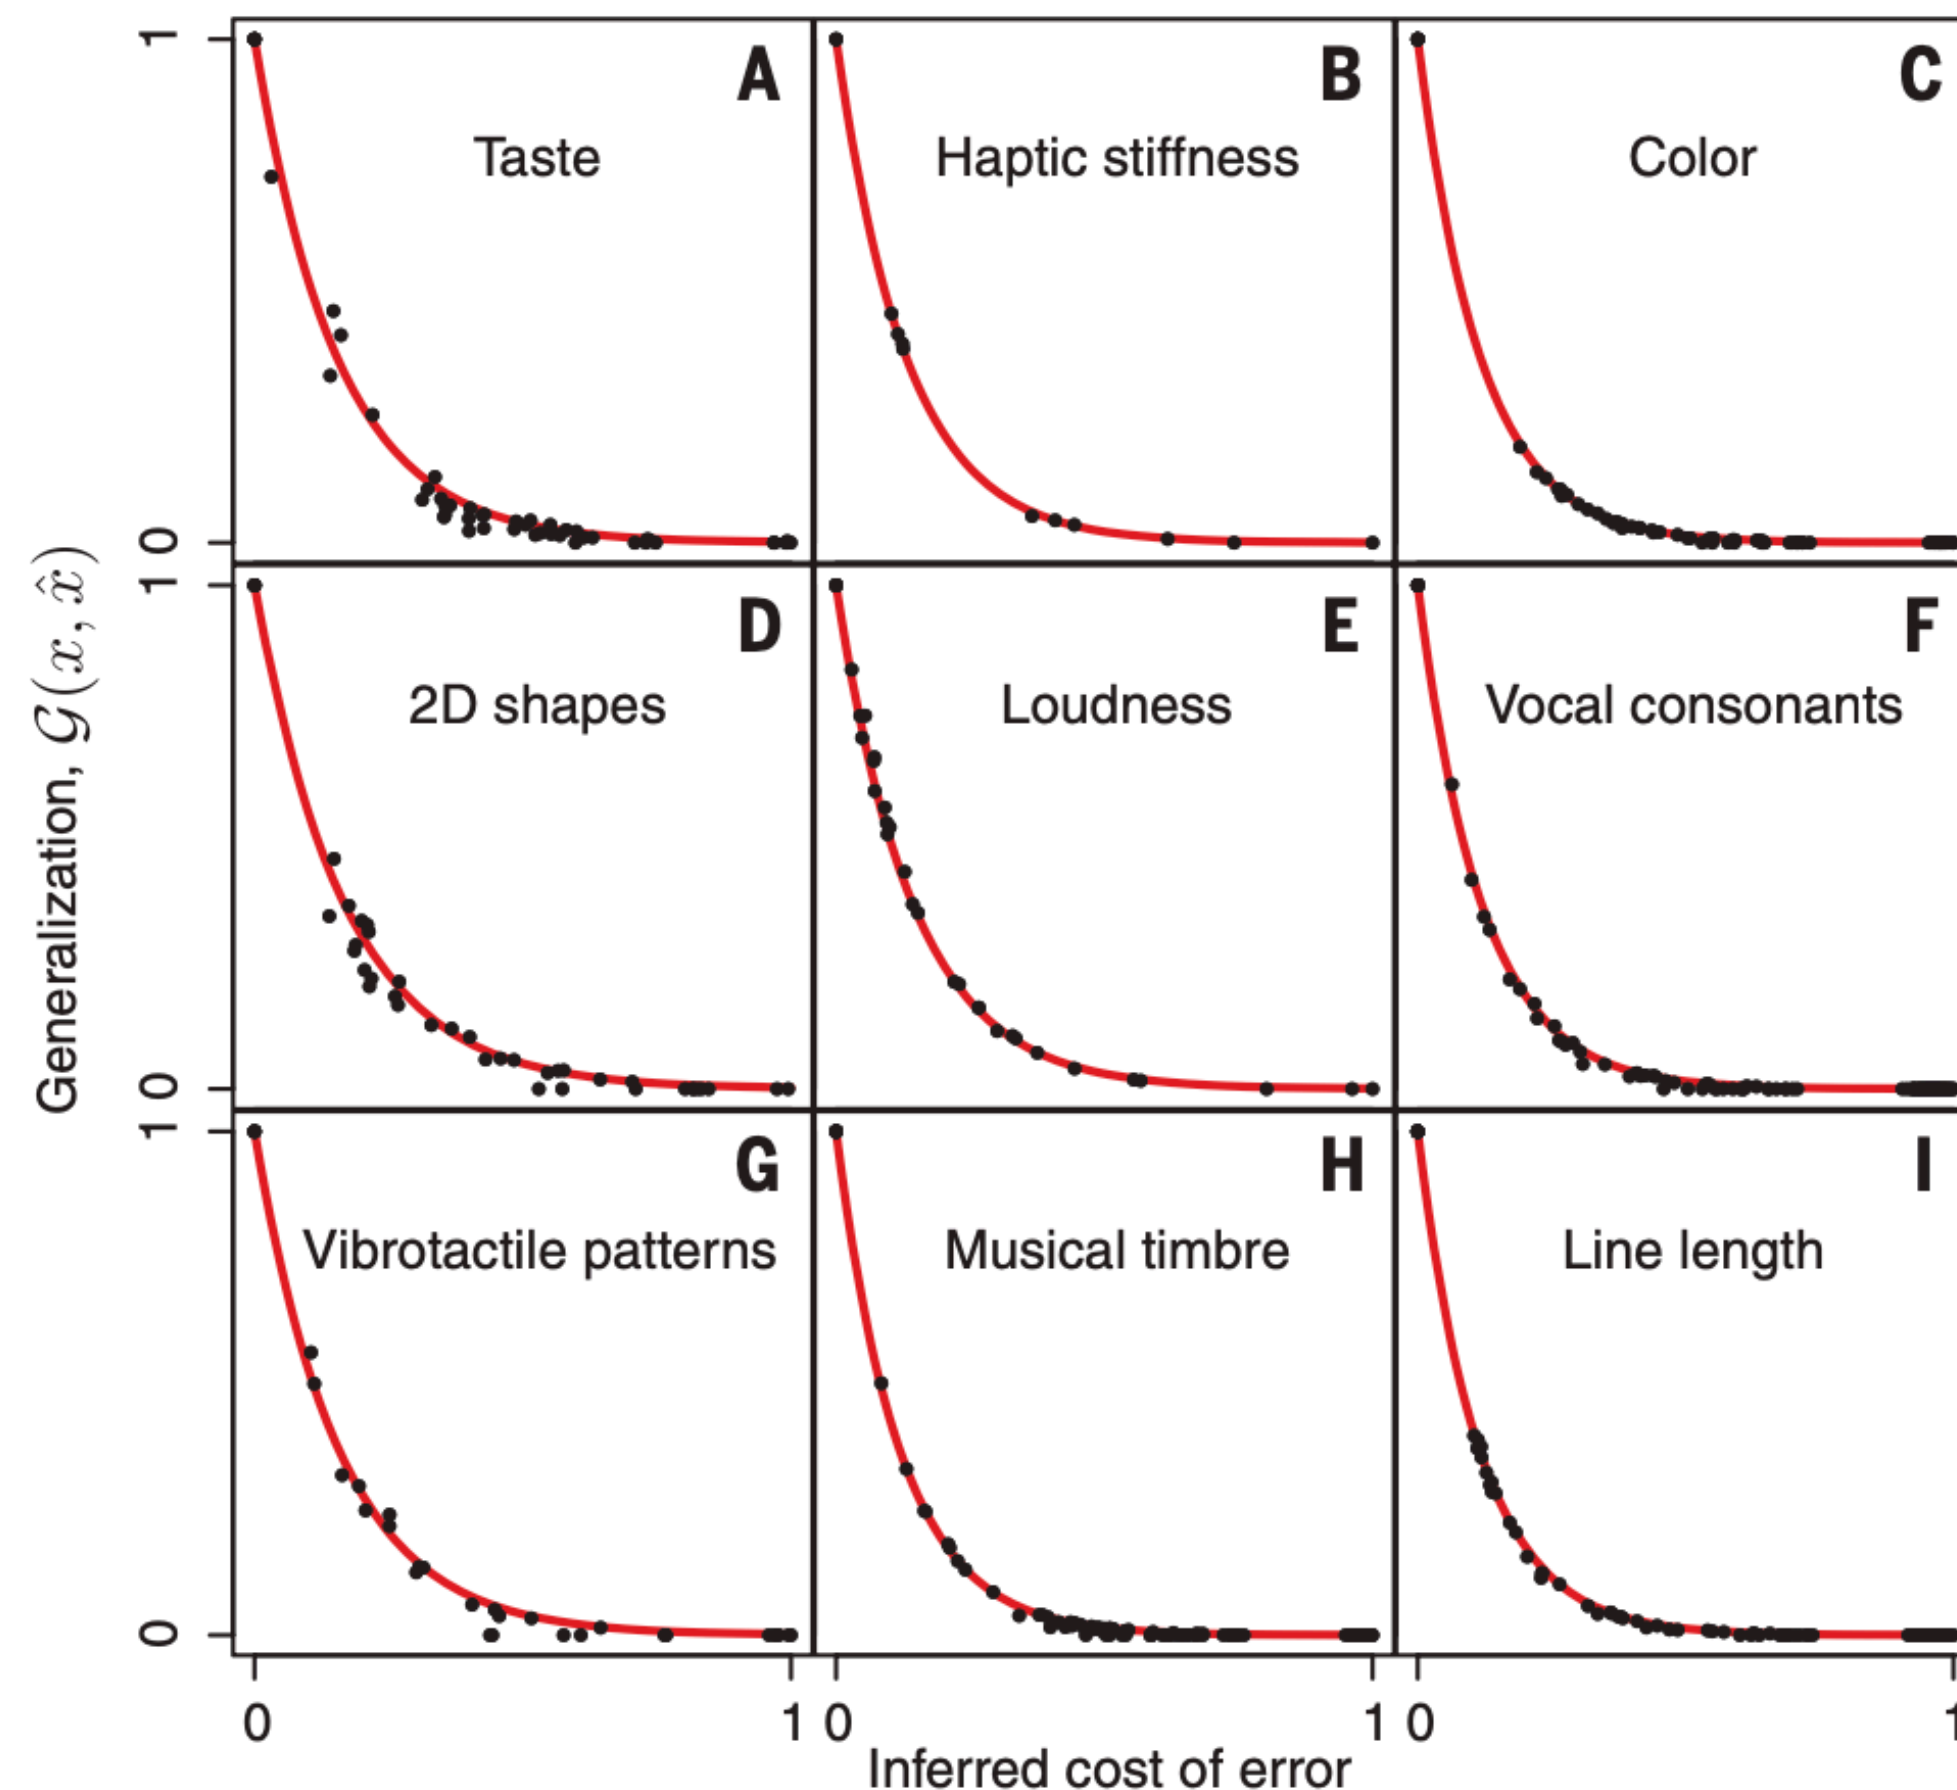 1
A
B
C
Taste
Haptic stiffness
Color
0
1
D
E
F
2D shapes
Loudness
Vocal consonants
Generalization, 𝒢(x, x̂)
0
1
G
H
I
Vibrotactile patterns
Musical timbre
Line length
0
0 1 0 1 0 1
Inferred cost of error